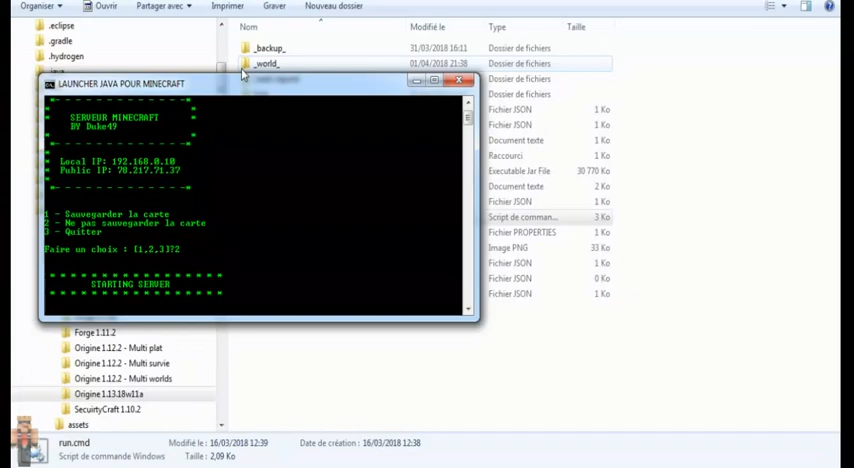 Organiser
Ouvrir
Partager avec
Imprimer
Graver
Nouveau dossier
.eclipse
.gradle
.hydrogen
Nom
Modifié le
Type
Taille
_backup_
31/03/2018 16:11
Dossier de fichiers
_world_
01/04/2018 21:38
Dossier de fichiers
Dossier de fichiers
Dossier de fichiers
Fichier JSON
1 Ko
Fichier JSON
1 Ko
Document texte
1 Ko
Raccourci
1 Ko
Executable Jar File
30 770 Ko
Document texte
2 Ko
Fichier JSON
1 Ko
Script de comman...
3 Ko
Fichier PROPERTIES
1 Ko
Image PNG
33 Ko
Fichier JSON
1 Ko
Fichier JSON
0 Ko
Fichier JSON
1 Ko
LAUNCHER JAVA POUR MINECRAFT
SERVEUR MINECRAFT
BY Duke49
Local IP: 192.168.0.10
Public IP: 78.217.71.37
1 - Sauvegarder la carte
2 - Ne pas sauvegarder la carte
3 - Quitter
Faire un choix : [1,2,3]?2
STARTING SERVER
Forge 1.11.2
Origine 1.12.2 - Multi plat
Origine 1.12.2 - Multi survie
Origine 1.12.2 - Multi worlds
Origine 1.13.18w11a
SecuirtyCraft 1.10.2
assets
run.cmd
Modifié le : 16/03/2018 12:39
Date de création : 16/03/2018 12:38
Script de commande Windows
Taille : 2,09 Ko